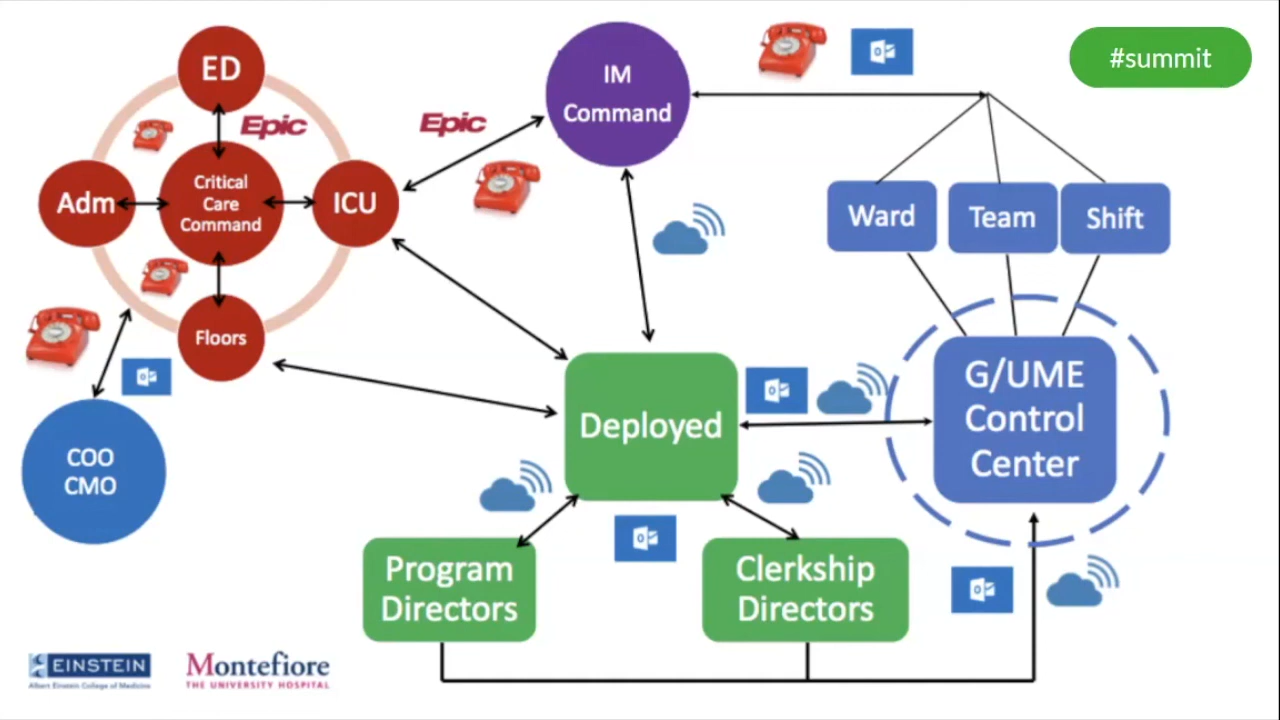 #summit
ED
Epic
Adm
Critical
Care
Command
ICU
Floors
COO
CMO
Epic
IM
Command
Ward
Team
Shift
Deployed
G/UME
Control
Center
Program
Directors
Clerkship
Directors
EINSTEIN
Albert Einstein College of Medicine
Montefiore
THE UNIVERSITY HOSPITAL